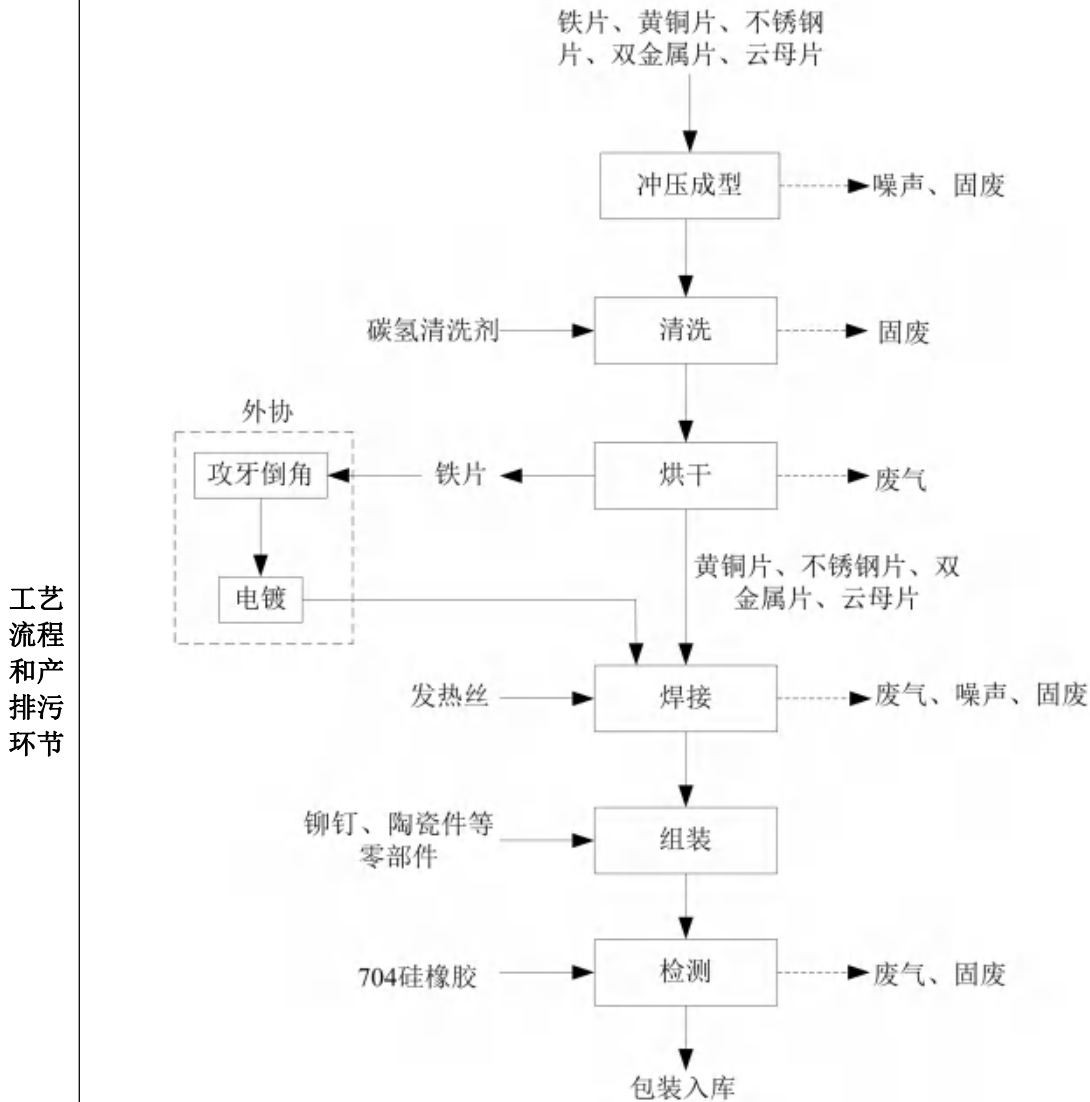 铁片、黄铜片、不锈钢
片、双金属片、云母片
冲压成型
噪声、固废
碳氢清洗剂
清洗
固废
外协
攻牙倒角
铁片
烘干
废气
黄铜片、不锈钢片、双
金属片、云母片
电镀
工艺
流程
和产
排污
环节
发热丝
焊接
废气、噪声、固废
铆钉、陶瓷件等
零部件
组装
704硅橡胶
检测
废气、固废
包装入库